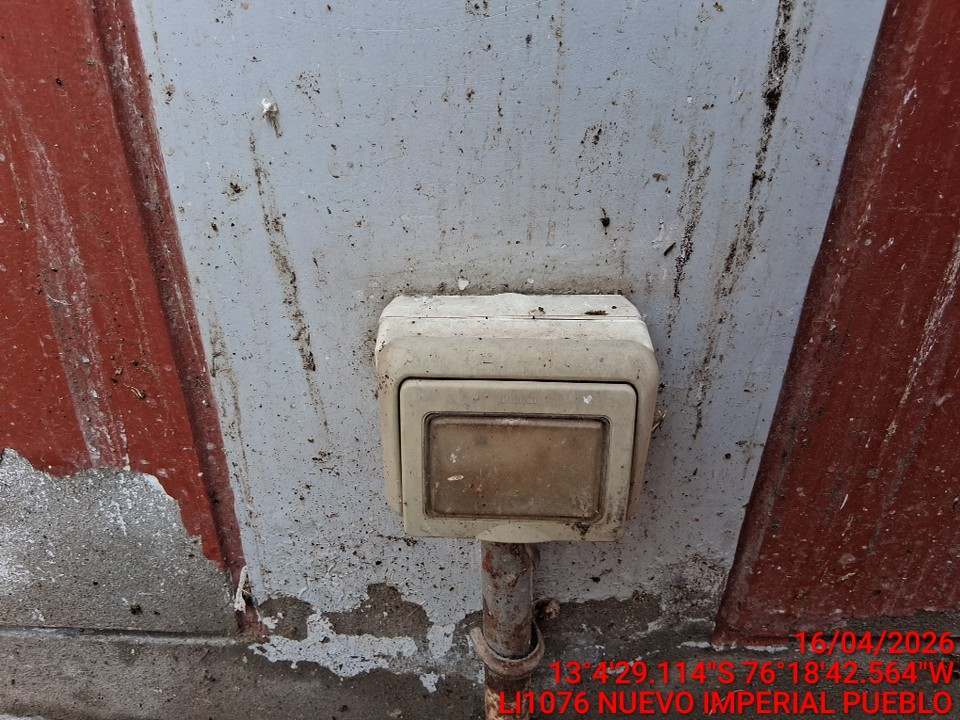 16/04/2026
13°4'29.114"S 76°18'42.564"W
LI1076 NUEVO IMPERIAL PUEBLO